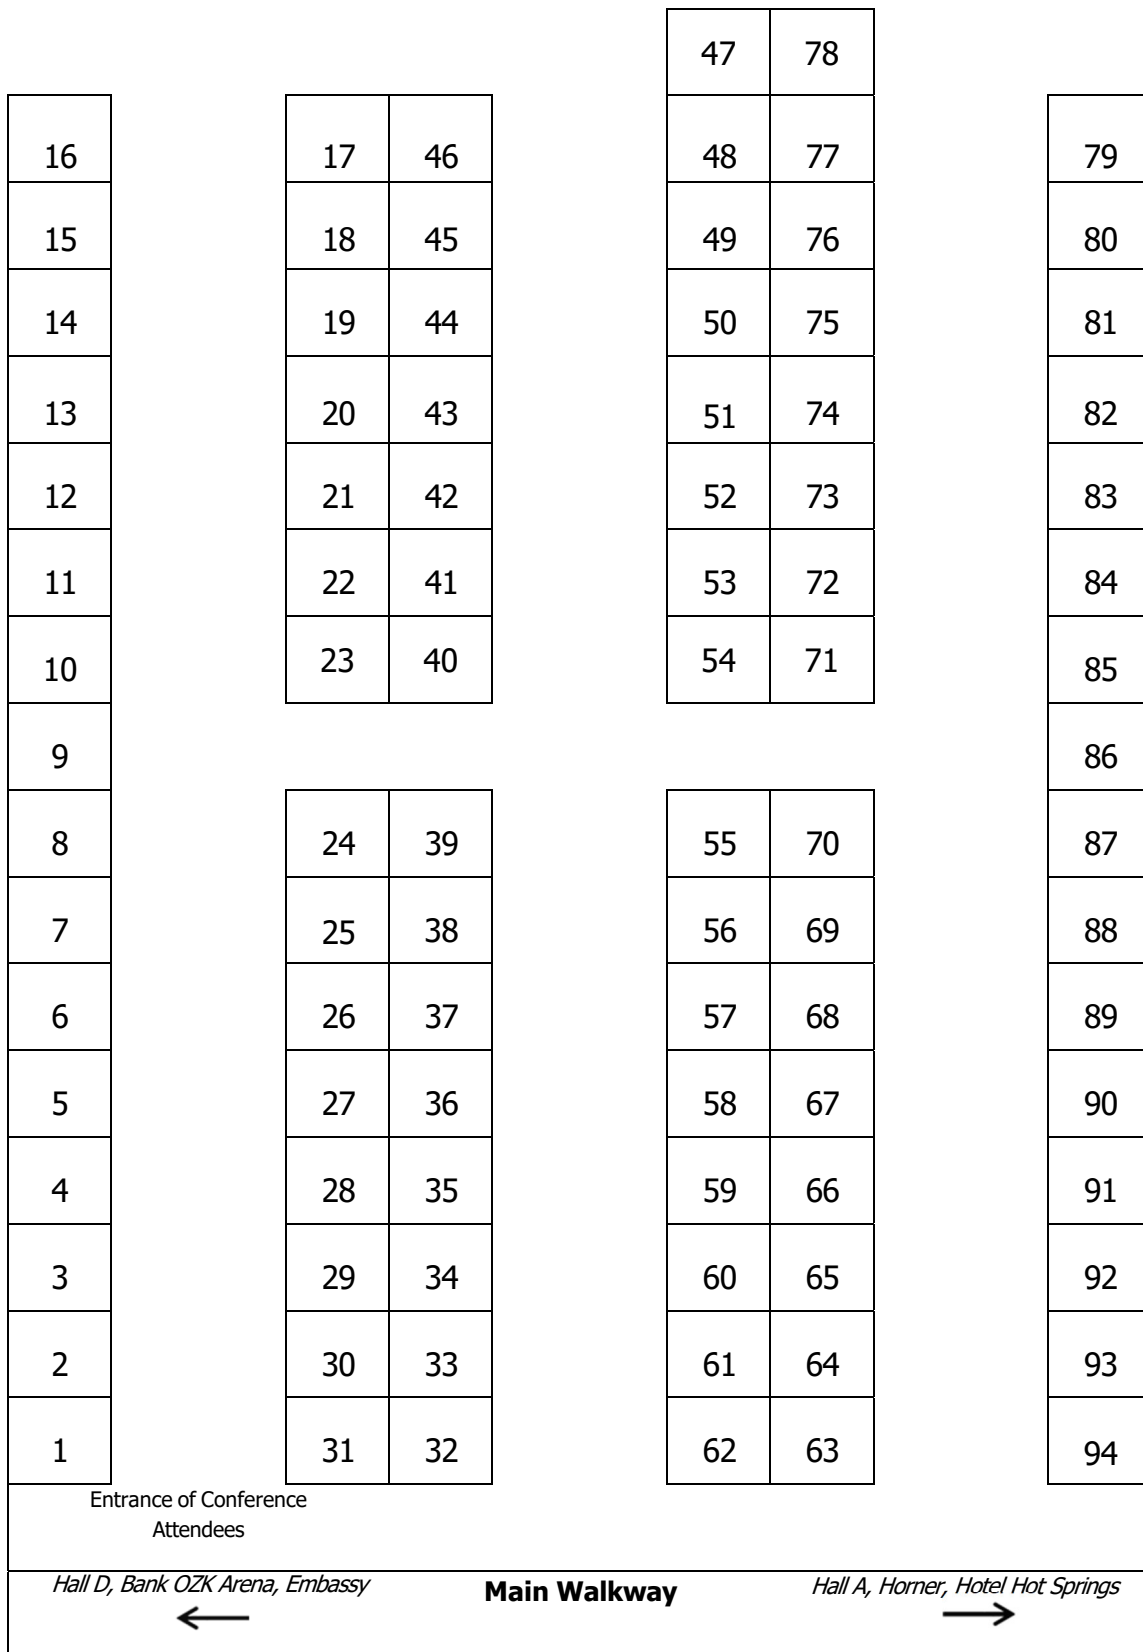 47 78
16 17 46 48 77 79
15 18 45 49 76 80
14 19 44 50 75 81
13 20 43 51 74 82
12 21 42 52 73 83
11 22 41 53 72 84
10 23 40 54 71 85
9 86
8 24 39 55 70 87
7 25 38 56 69 88
6 26 37 57 68 89
5 27 36 58 67 90
4 28 35 59 66 91
3 29 34 60 65 92
2 30 33 61 64 93
1 31 32 62 63 94
Entrance of Conference
Attendees
Hall D, Bank OZK Arena, Embassy Main Walkway Hall A, Horner, Hotel Hot Springs